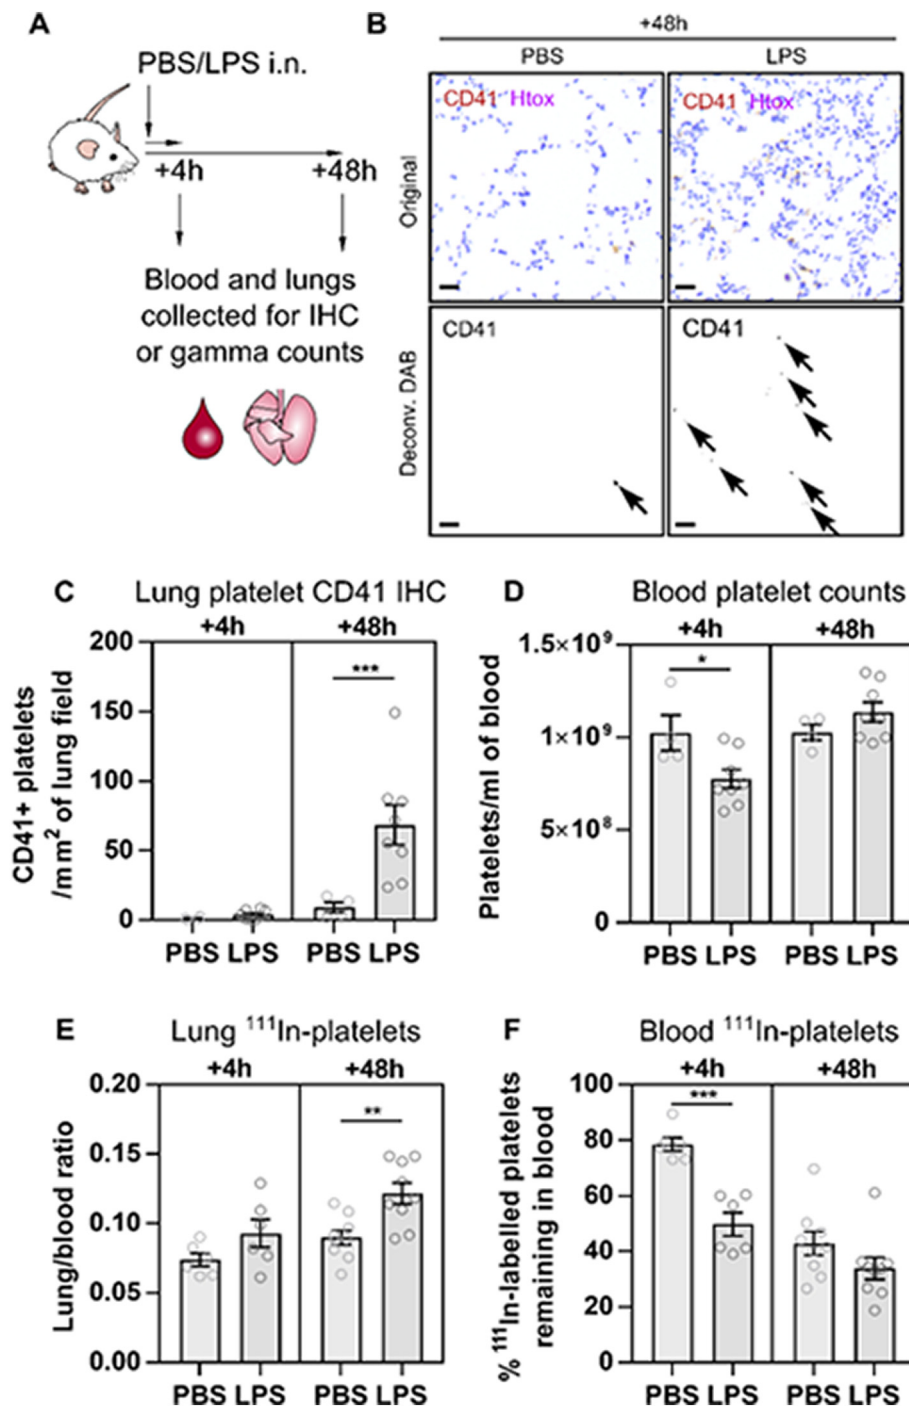 A
PBS/LPS i.n.
+4h
+48h
Blood and lungs
collected for IHC
or gamma counts
B
+48h
PBS
LPS
Original
CD41 Htox
CD41 Htox
Deconv. DAB
CD41
CD41
C
Lung platelet CD41 IHC
+4h
+48h
CD41+ platelets
/mm² of lung field
200
150
100
50
0
***
PBS LPS
PBS LPS
D
Blood platelet counts
+4h
+48h
Platelets/ml of blood
1.5×10⁹
1×10⁹
5×10⁸
0
*
PBS LPS
PBS LPS
E
Lung ¹¹¹In-platelets
+4h
+48h
Lung/blood ratio
0.20
0.15
0.10
0.05
0.00
**
PBS LPS
PBS LPS
F
Blood ¹¹¹In-platelets
+4h
+48h
% ¹¹¹In-labelled platelets
remaining in blood
100
80
60
40
20
0
***
PBS LPS
PBS LPS